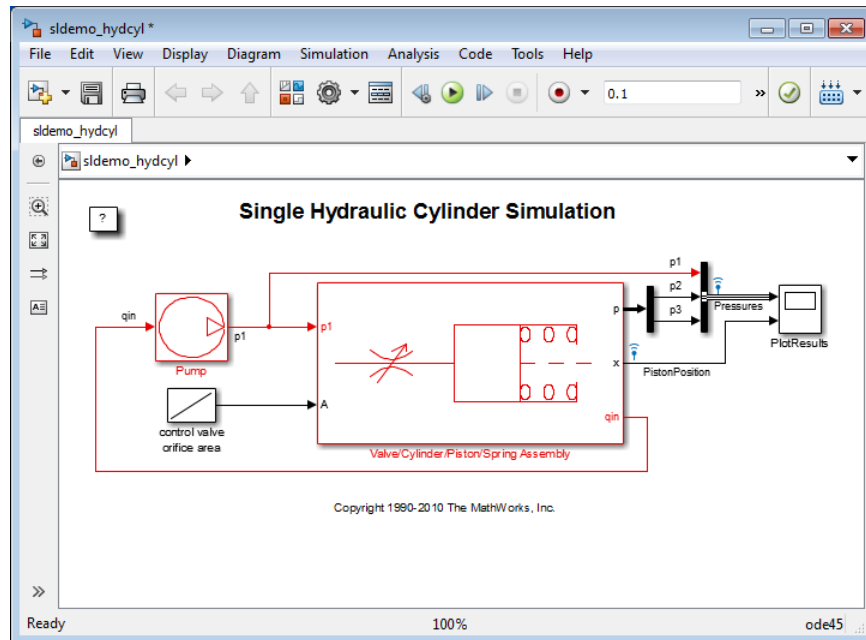 sldemo_hydcyl *
File Edit View Display Diagram Simulation Analysis Code Tools Help
0.1 »
sldemo_hydcyl
sldemo_hydcyl
?
Single Hydraulic Cylinder Simulation
p1
p2
p3
Pressures
PlotResults
qin
p1
Pump
p1
A
p
x
qin
PistonPosition
control valve
orifice area
Valve/Cylinder/Piston/Spring Assembly
Copyright 1990-2010 The MathWorks, Inc.
A
»
Ready 100% ode45